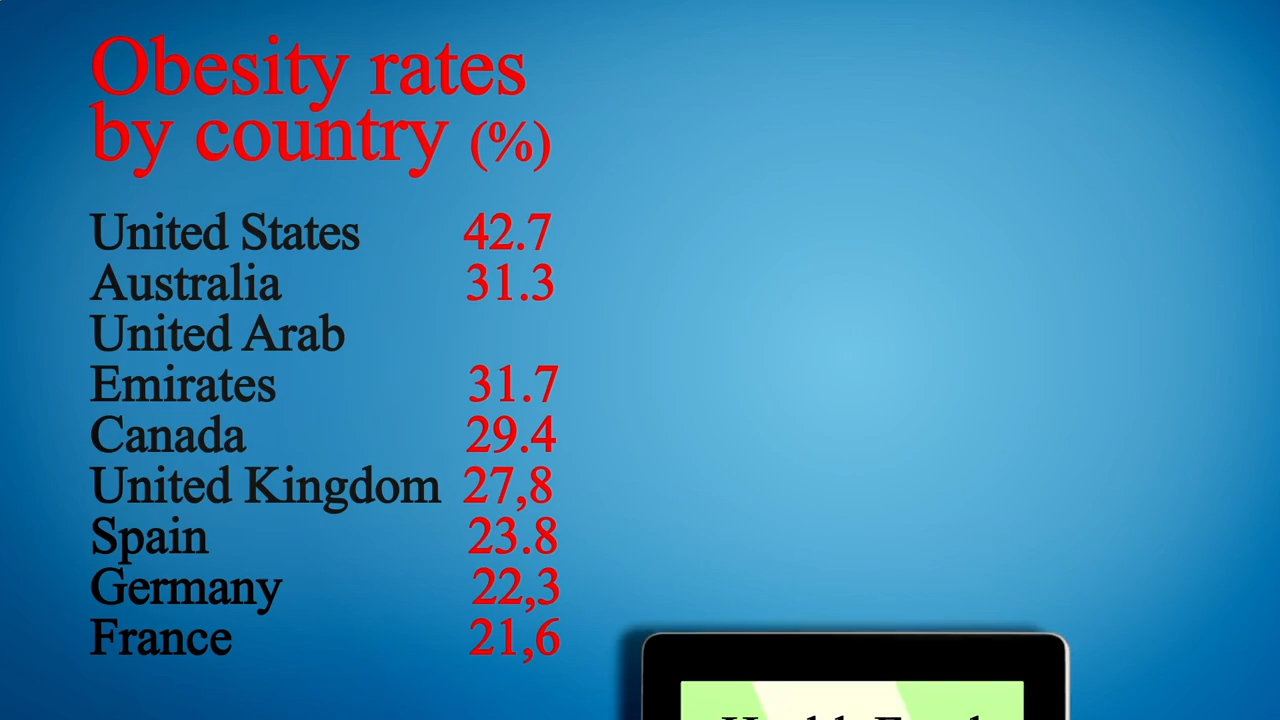 Obesity rates
by country (%)
United States 42.7
Australia 31.3
United Arab
Emirates 31.7
Canada 29.4
United Kingdom 27,8
Spain 23.8
Germany 22,3
France 21,6